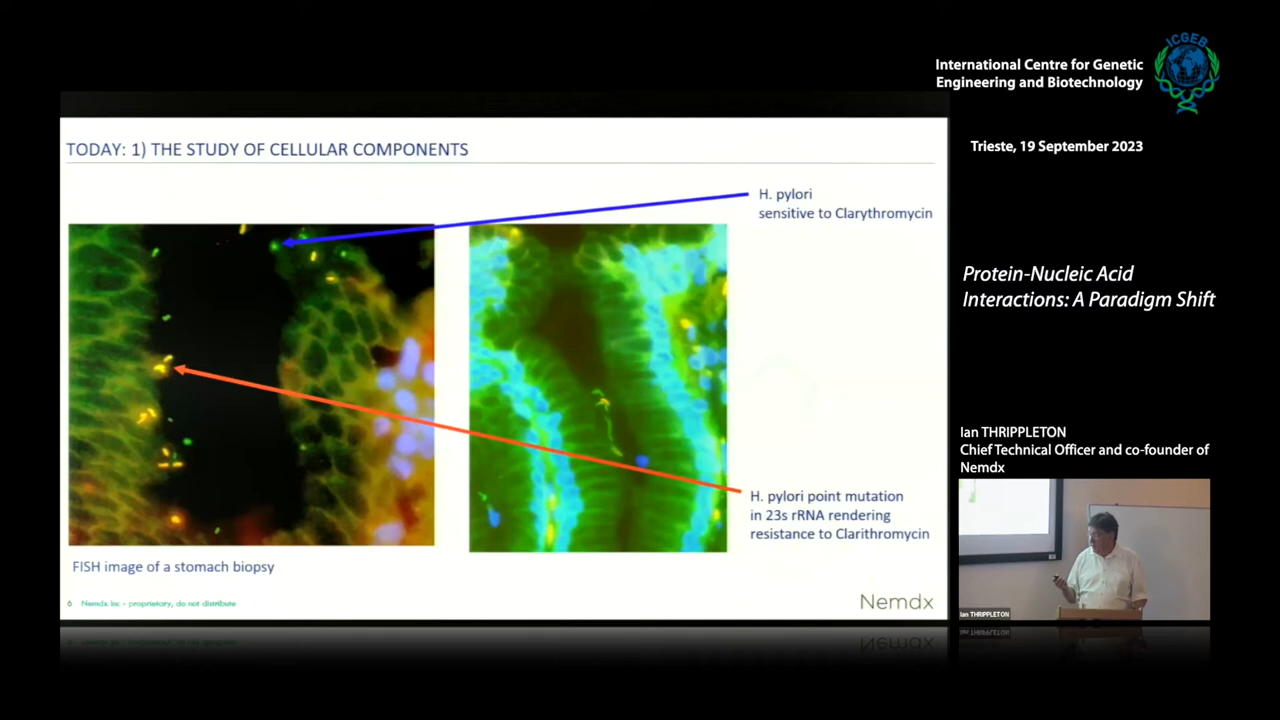 International Centre for Genetic
Engineering and Biotechnology
ICGEB
Trieste, 19 September 2023
TODAY: 1) THE STUDY OF CELLULAR COMPONENTS
H. pylori
sensitive to Clarythromycin
Protein-Nucleic Acid
Interactions: A Paradigm Shift
H. pylori point mutation
in 23s rRNA rendering
resistance to Clarithromycin
FISH image of a stomach biopsy
6 Nemdx Inc - proprietary, do not distribute
Nemdx
Ian THRIPPLETON
Chief Technical Officer and co-founder of
Nemdx
Ian THRIPPLETON